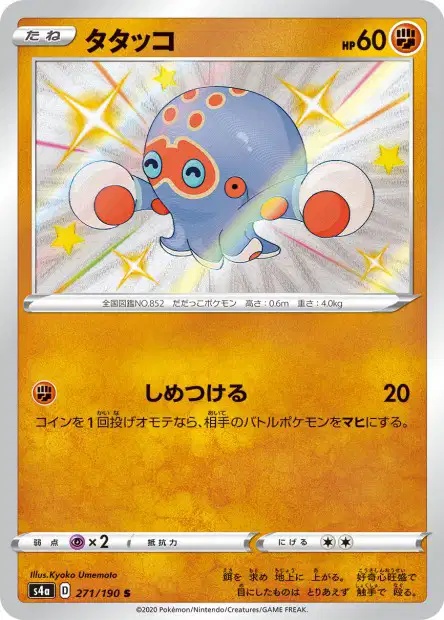 たね タタッコ HP60
全国図鑑NO.852 だだっこポケモン 高さ:0.6m 重さ:4.0kg
しめつける 20
コインを1回投げオモテなら、相手のバトルポケモンをマヒにする。
弱点 ×2 抵抗力 にげる
Illus.Kyoko Umemoto
s4a D 271/190 S
餌を 求め 地上に 上がる。 好奇心旺盛で
目にしたものは とりあえず 触手で 殴る。
©2020 Pokémon/Nintendo/Creatures/GAME FREAK.